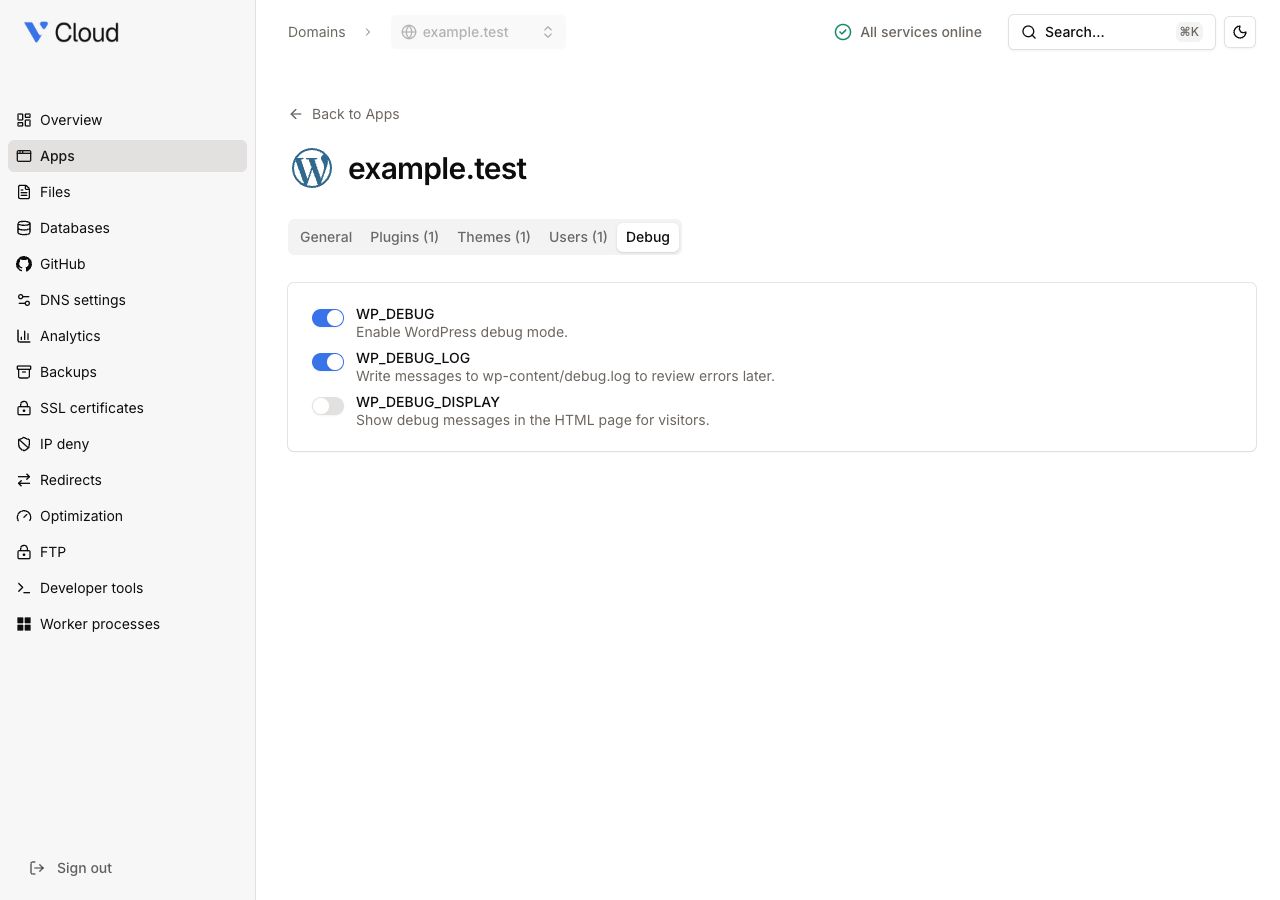 Cloud
Domains
example.test
All services online
Search...
⌘K
Overview
Apps
Files
Databases
GitHub
DNS settings
Analytics
Backups
SSL certificates
IP deny
Redirects
Optimization
FTP
Developer tools
Worker processes
Sign out
Back to Apps
example.test
General
Plugins (1)
Themes (1)
Users (1)
Debug
WP_DEBUG
Enable WordPress debug mode.
WP_DEBUG_LOG
Write messages to wp-content/debug.log to review errors later.
WP_DEBUG_DISPLAY
Show debug messages in the HTML page for visitors.